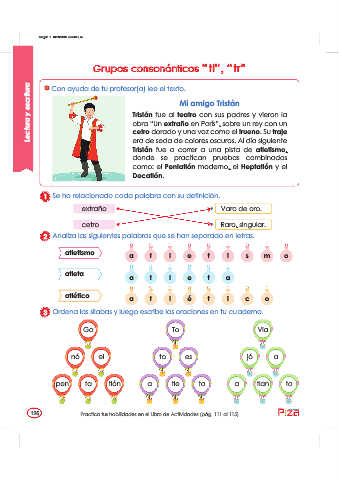 Grupos consonánticos "tl", "tr"
Lectura y escritura
Con ayuda de tu profesor(a) lee el texto.
Mi amigo Tristán
Tristán fue al teatro con sus padres y vieron la
obra "Un extraño en París", sobre un rey con un
cetro dorado y una voz como el trueno. Su traje
era de seda de colores oscuros. Al día siguiente
Tristán fue a correr a una pista de atletismo,
donde se practican pruebas combinadas
como: el Pentatlón moderno, el Heptatlón y el
Decatlón.
1 Se ha relacionado cada palabra con su definición.
extraño
Vara de oro.
cetro
Raro, singular.
2 Analiza las siguientes palabras que se han separado en letras.
atletismo a t l e t i s m o
atleta a t l e t a
atlético a t l é t i c o
3 Ordena las sílabas y luego escribe las oraciones en tu cuaderno.
Ga To Vla
nó el to es jó a
pen ta tlón a tle ta a tlan ta
126
Practica tus habilidades en el Libro de Actividades (pág. 111 al 115)